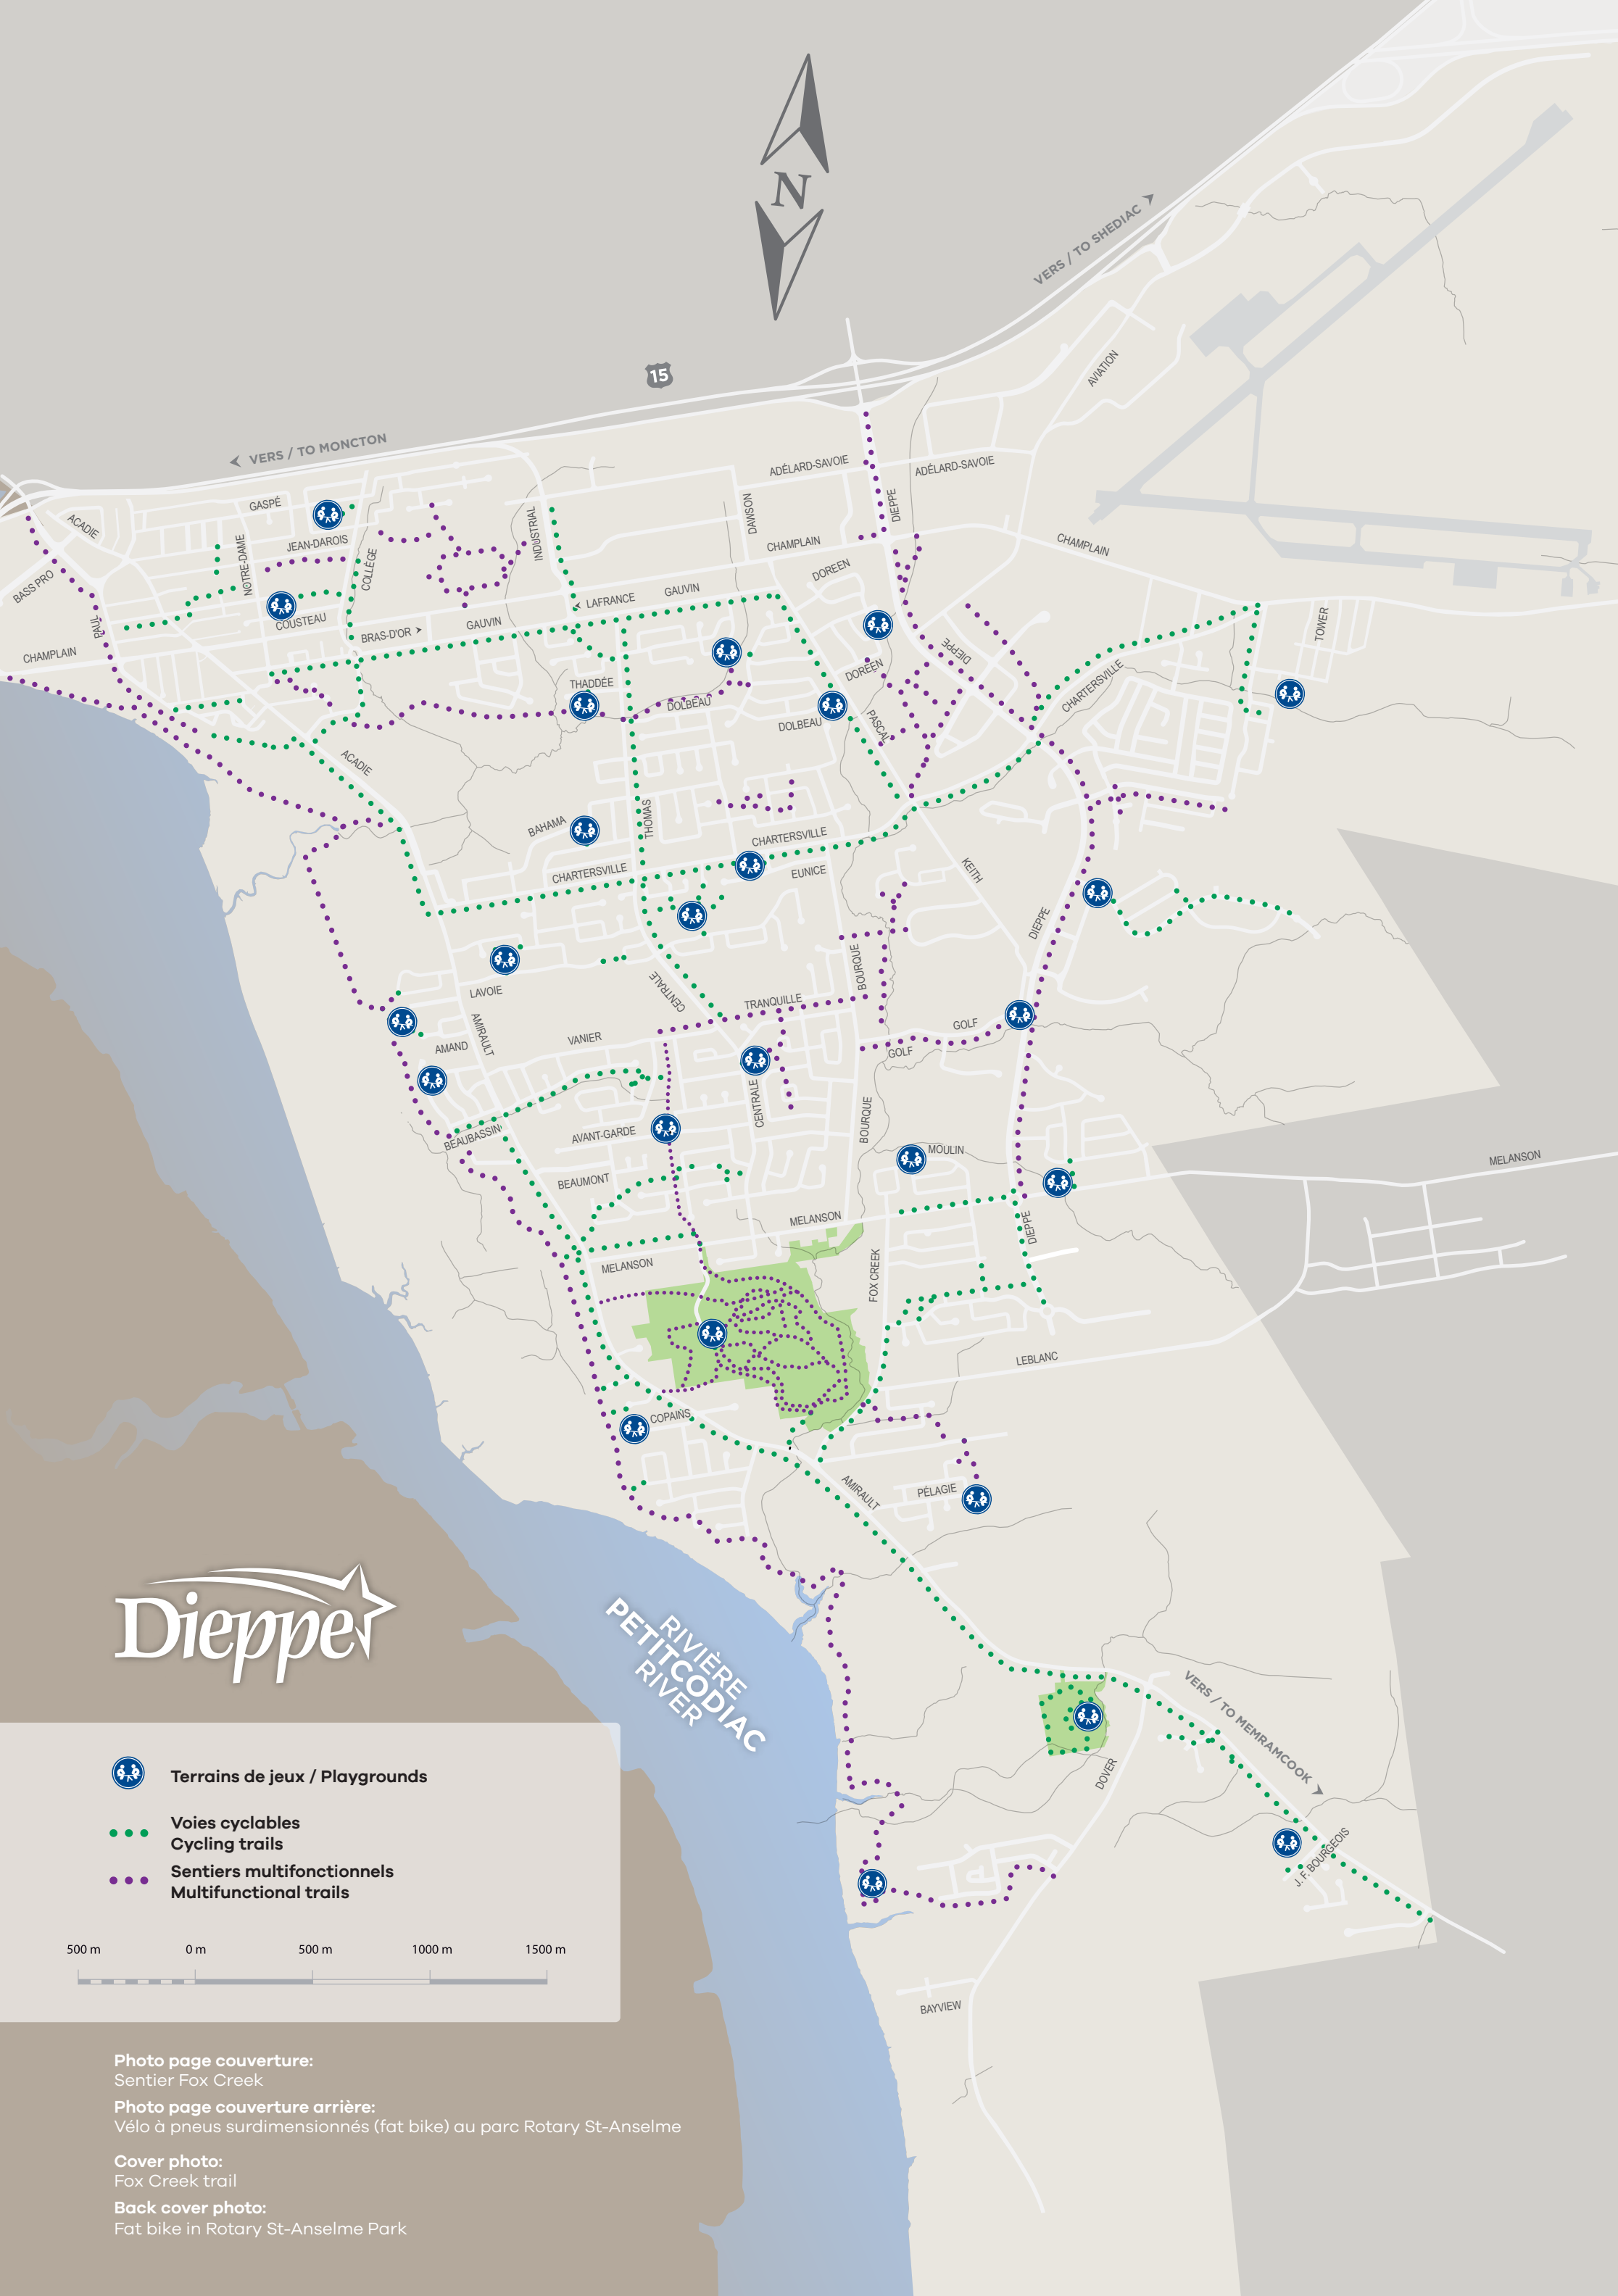 N
VERS / TO SHEDIAC
15
VERS / TO MONCTON
AVIATION
ADÉLARD-SAVOIE
ADÉLARD-SAVOIE
GASPÉ
ACADIE
DAWSON
DIEPPE
INDUSTRIAL
JEAN-DAROIS
NOTRE-DAME
COLLÈGE
CHAMPLAIN
CHAMPLAIN
BASS PRO
DOREEN
GAUVIN
LAFRANCE
PAUL
COUSTEAU
GAUVIN
BRAS-D'OR
TOWER
CHAMPLAIN
DIEPPE
DOREEN
THADDÉE
CHARTERSVILLE
DOLBEAU
DOLBEAU
PASCAL
ACADIE
THOMAS
BAHAMA
CHARTERSVILLE
CHARTERSVILLE
EUNICE
KEITH
DIEPPE
BOURQUE
LAVOIE
CENTRALE
TRANQUILLE
AMIRAULT
GOLF
VANIER
AMAND
GOLF
CENTRALE
BOURQUE
BEAUBASSIN
AVANT-GARDE
MOULIN
MELANSON
BEAUMONT
MELANSON
DIEPPE
MELANSON
FOX CREEK
LEBLANC
COPAINS
AMIRAULT
PÉLAGIE
Dieppe
RIVIÈRE
PETITCODIAC
RIVER
VERS / TO MEMRAMCOOK
DOVER
J. F. BOURGEOIS
BAYVIEW
Terrains de jeux / Playgrounds
Voies cyclables
Cycling trails
Sentiers multifonctionnels
Multifunctional trails
500 m 0 m 500 m 1000 m 1500 m
Photo page couverture:
Sentier Fox Creek
Photo page couverture arrière:
Vélo à pneus surdimensionnés (fat bike) au parc Rotary St-Anselme
Cover photo:
Fox Creek trail
Back cover photo:
Fat bike in Rotary St-Anselme Park